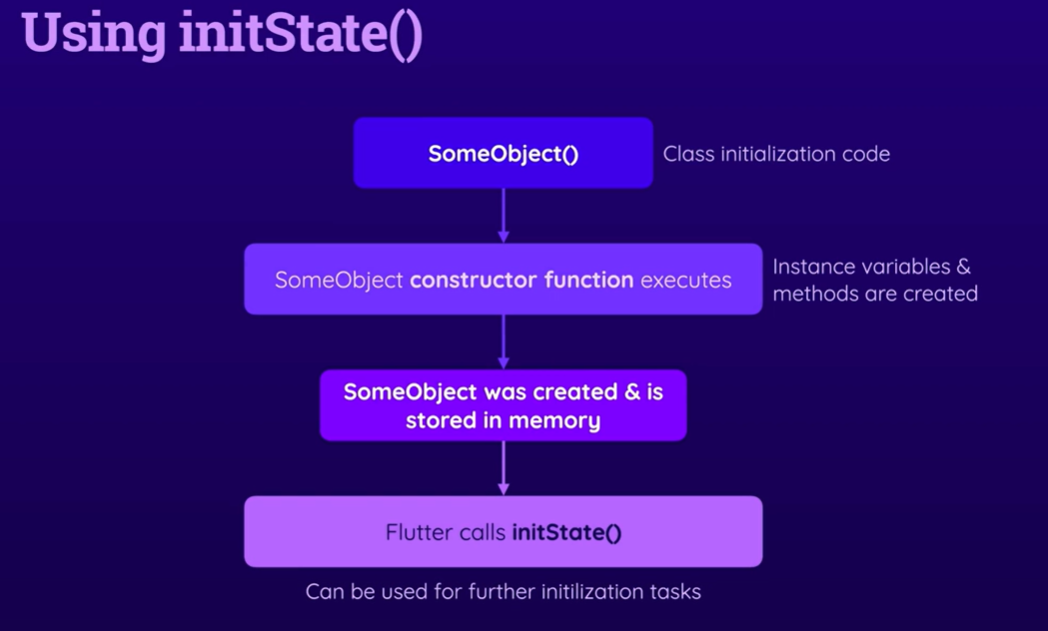 Using initState()
SomeObject()
Class initialization code
SomeObject constructor function executes
Instance variables &
methods are created
SomeObject was created & is
stored in memory
Flutter calls initState()
Can be used for further initilization tasks